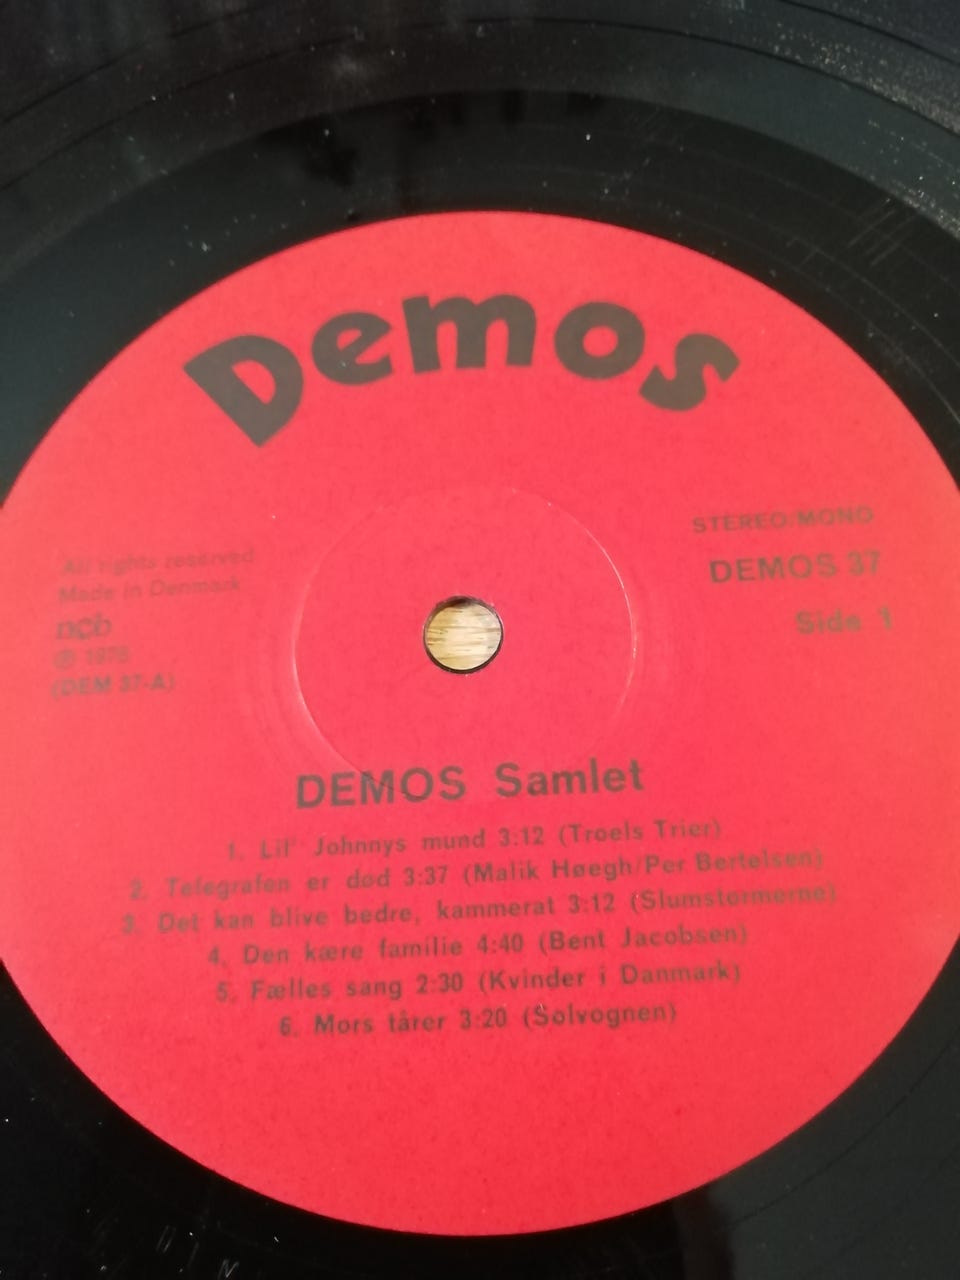 Demos
STEREO/MONO
DEMOS 37
Side 1
All rights reserved
Made in Denmark
ncb
℗ 1976
(DEM 37-A)
DEMOS Samlet
1. Lil' Johnnys mund 3:12 (Troels Trier)
2. Telegrafen er død 3:37 (Malik Høegh/Per Bertelsen)
3. Det kan blive bedre, kammerat 3:12 (Slumstormerne)
4. Den kære familie 4:40 (Bent Jacobsen)
5. Fælles sang 2:30 (Kvinder i Danmark)
6. Mors tårer 3:20 (Solvognen)